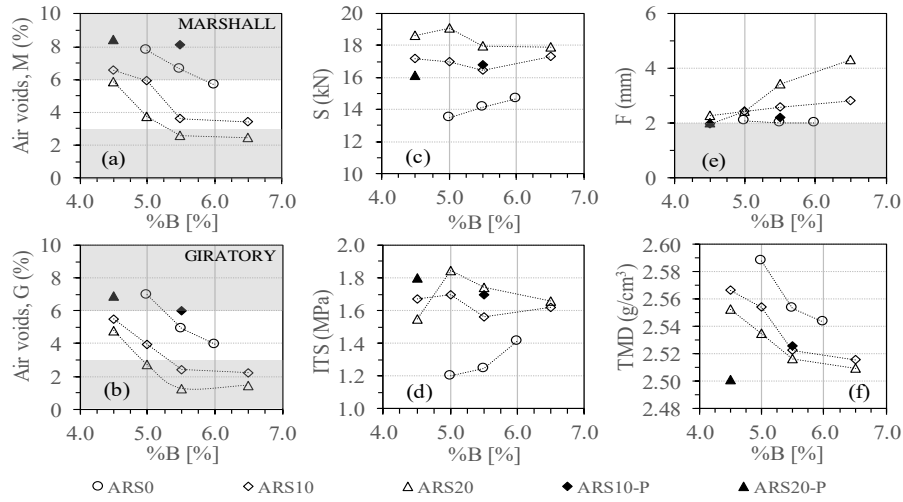 MARSHALL
Air voids, M (%)
10
8
6
4
2
0
(a)
4.0 5.0 6.0 7.0
%B [%]
S (kN)
20
18
16
14
12
10
(c)
4.0 5.0 6.0 7.0
%B [%]
F (mm)
6
4
2
0
(e)
4.0 5.0 6.0 7.0
%B [%]
GIRATORY
Air voids, G (%)
10
8
6
4
2
0
(b)
4.0 5.0 6.0 7.0
%B [%]
ITS (MPa)
2.0
1.8
1.6
1.4
1.2
1.0
(d)
4.0 5.0 6.0 7.0
%B [%]
TMD (g/cm³)
2.60
2.58
2.56
2.54
2.52
2.50
2.48
(f)
4.0 5.0 6.0 7.0
%B [%]
ARS0 ARS10 ARS20 ARS10-P ARS20-P